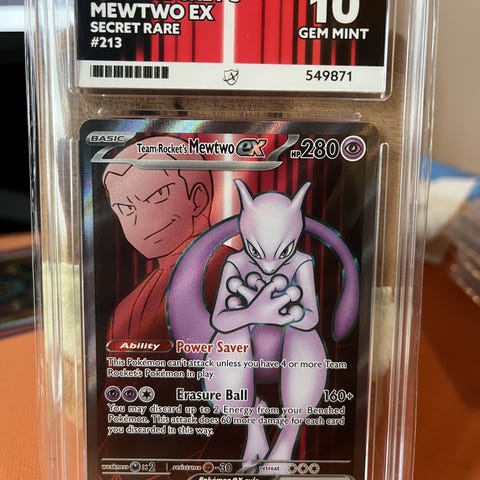 MEWTWO EX
10
SECRET RARE
GEM MINT
#213
549871
BASIC
Team Rocket's Mewtwo ex HP 280
Ability Power Saver
This Pokémon can't attack unless you have 4 or more Team
Rocket's Pokémon in play.
Erasure Ball 160+
You may discard up to 2 Energy from your Benched
Pokémon. This attack does 60 more damage for each card
you discarded in this way.
weakness ×2 resistance -30 retreat
Pokémon ex rule